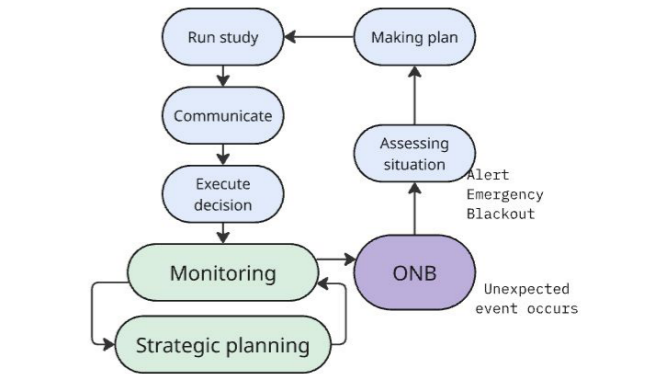 Run study
Making plan
Communicate
Assessing
situation
Alert
Emergency
Blackout
Execute
decision
Monitoring
ONB
Unexpected
event occurs
Strategic planning